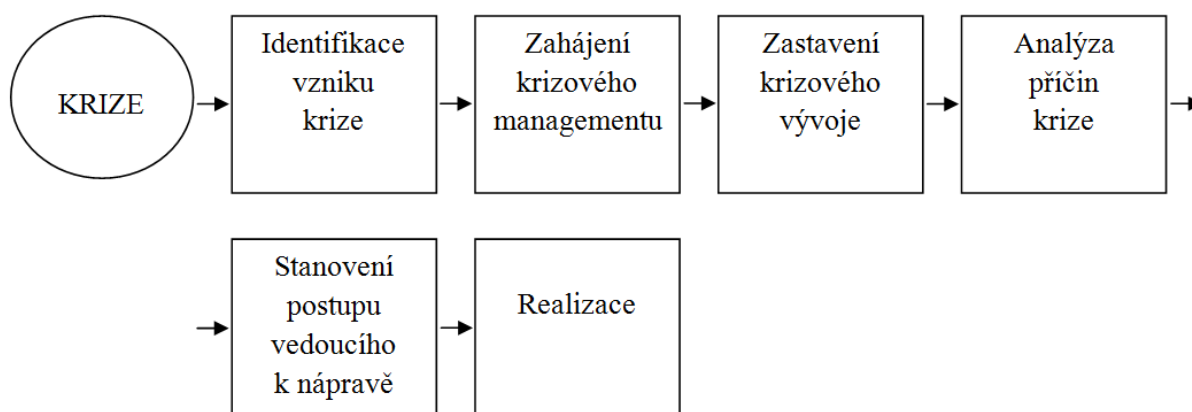 KRIZE
Identifikace
vzniku
krize
Zahájení
krizového
managementu
Zastavení
krizového
vývoje
Analýza
příčin
krize
Stanovení
postupu
vedoucího
k nápravě
Realizace